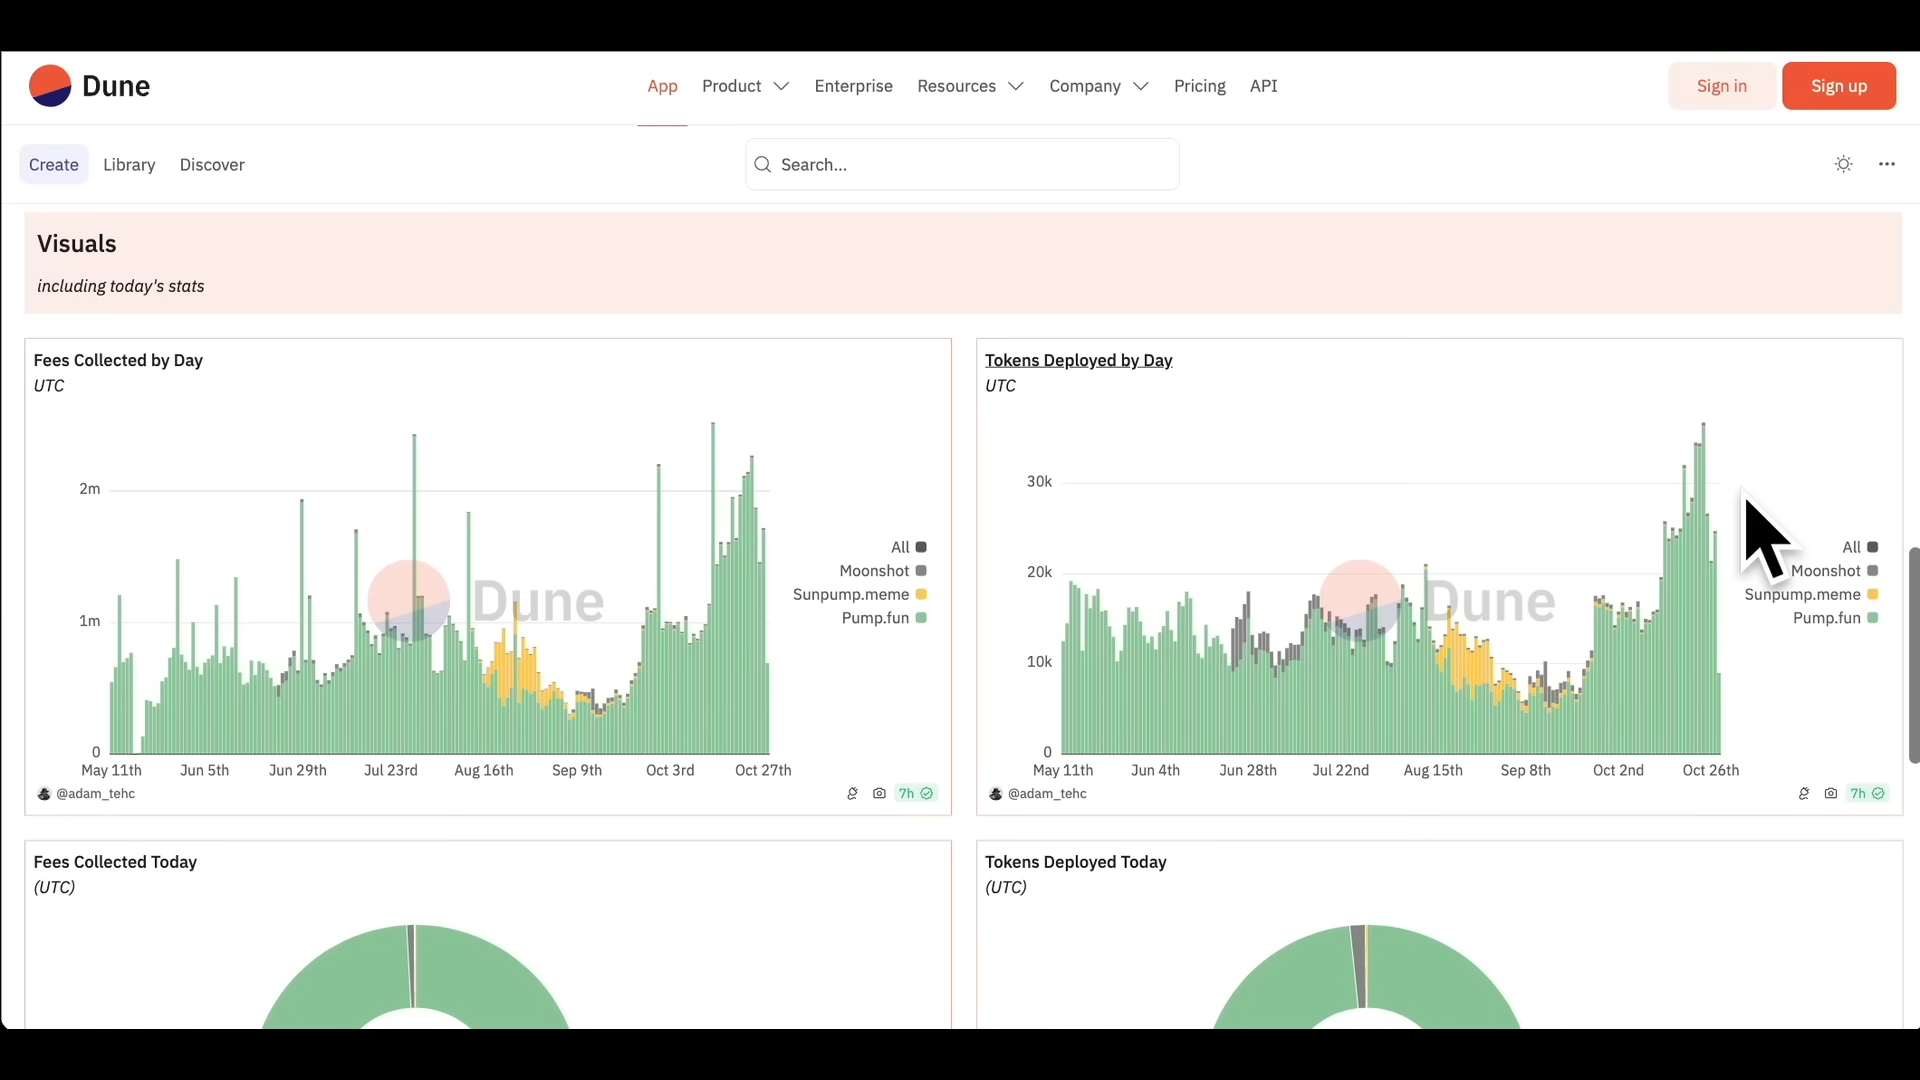 Dune
App Product Enterprise Resources Company Pricing API
Sign in Sign up
Create Library Discover
Search...
Visuals
including today's stats
Fees Collected by Day
UTC
2m
1m
0
May 11th Jun 5th Jun 29th Jul 23rd Aug 16th Sep 9th Oct 3rd Oct 27th
Dune
All
Moonshot
Sunpump.meme
Pump.fun
@adam_tehc
7h
Tokens Deployed by Day
UTC
30k
20k
10k
0
May 11th Jun 4th Jun 28th Jul 22nd Aug 15th Sep 8th Oct 2nd Oct 26th
Dune
All
Moonshot
Sunpump.meme
Pump.fun
@adam_tehc
7h
Fees Collected Today
(UTC)
Tokens Deployed Today
(UTC)